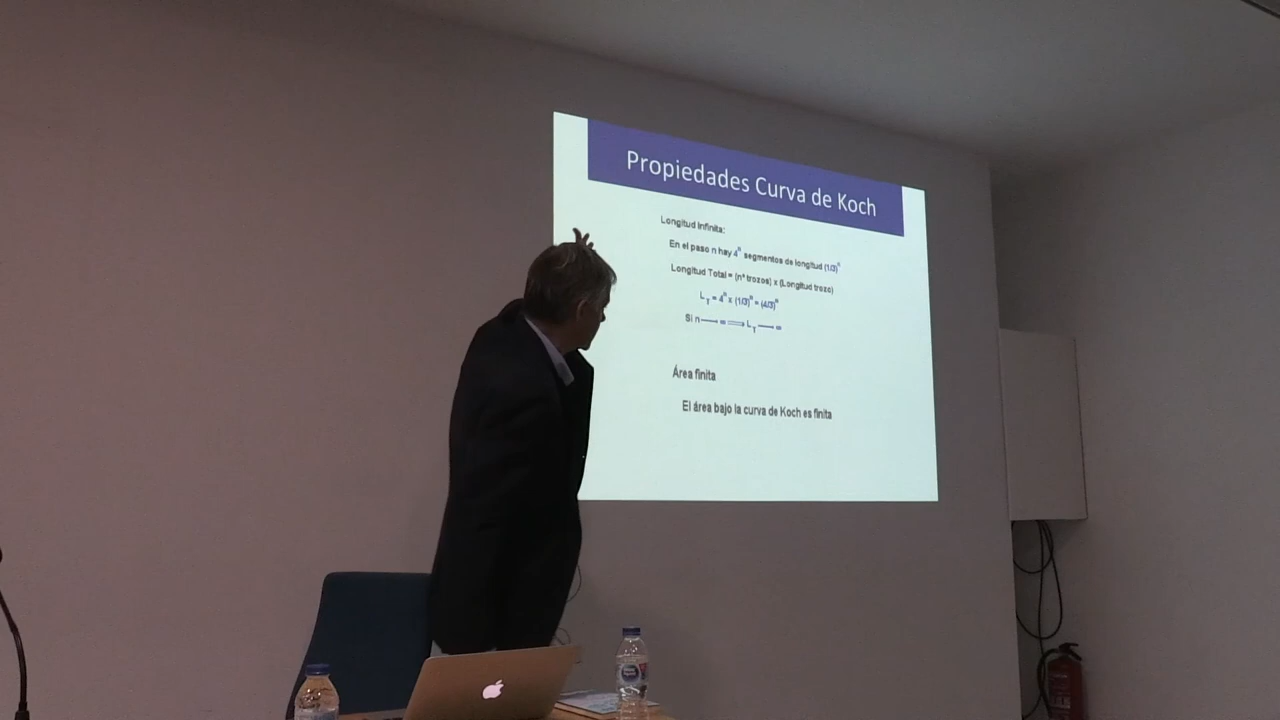 Propiedades Curva de Koch
Longitud Infinita:
En el paso n hay 4ⁿ segmentos de longitud (1/3)ⁿ
Longitud Total = (nº trozos) x (Longitud trozo)
L_T = 4ⁿ x (1/3)ⁿ = (4/3)ⁿ
Si n → ∞ ⟹ L_T → ∞
Área finita
El área bajo la curva de Koch es finita